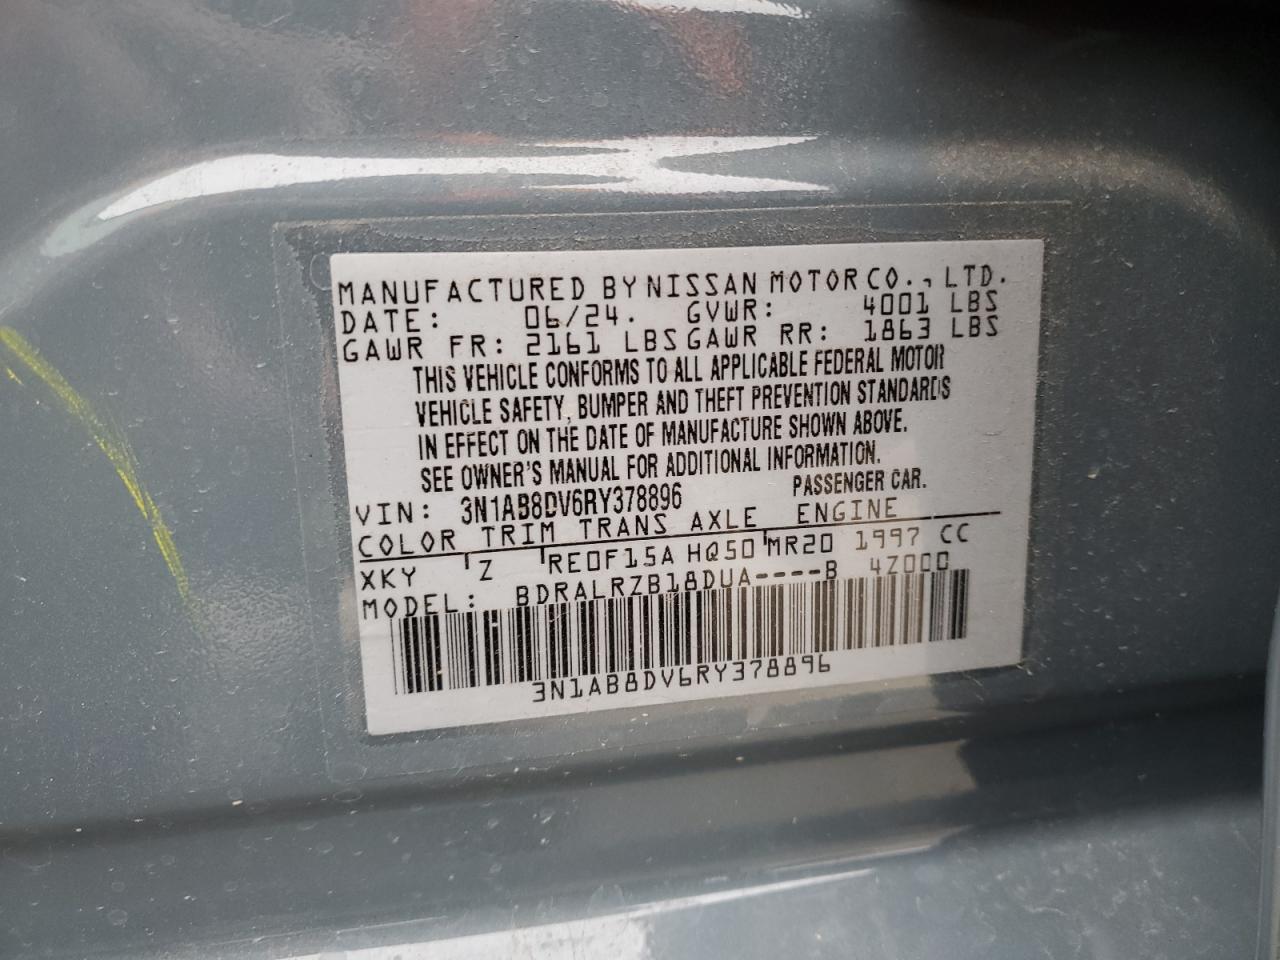 MANUFACTURED BY NISSAN MOTOR CO., LTD.
DATE: 06/24. GVWR: 4001 LBS
GAWR FR: 2161 LBS GAWR RR: 1863 LBS
THIS VEHICLE CONFORMS TO ALL APPLICABLE FEDERAL MOTOR
VEHICLE SAFETY, BUMPER AND THEFT PREVENTION STANDARDS
IN EFFECT ON THE DATE OF MANUFACTURE SHOWN ABOVE.
SEE OWNER'S MANUAL FOR ADDITIONAL INFORMATION.
VIN: 3N1AB8DV6RY378896 PASSENGER CAR.
COLOR TRIM TRANS AXLE ENGINE
XKY Z RE0F15A HQ50 MR20 1997 CC
MODEL: BDRALRZB18DUA----B 4Z000
3N1AB8DV6RY378896